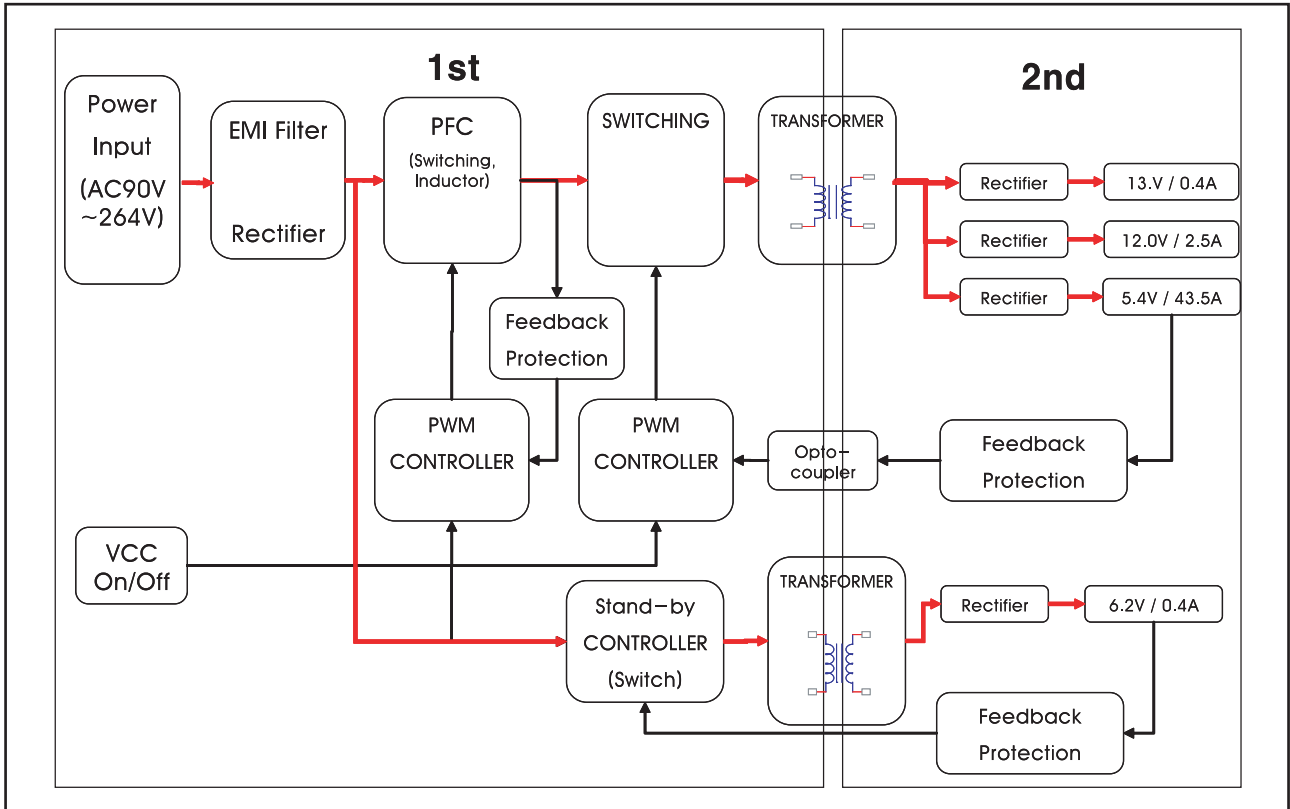 1st
2nd
Power
Input
(AC90V
~264V)
EMI Filter
Rectifier
PFC
(Switching,
Inductor)
SWITCHING
TRANSFORMER
Rectifier
13.V / 0.4A
Rectifier
12.0V / 2.5A
Rectifier
5.4V / 43.5A
Feedback
Protection
PWM
CONTROLLER
PWM
CONTROLLER
Opto-
coupler
Feedback
Protection
VCC
On/Off
Stand-by
CONTROLLER
(Switch)
TRANSFORMER
Rectifier
6.2V / 0.4A
Feedback
Protection